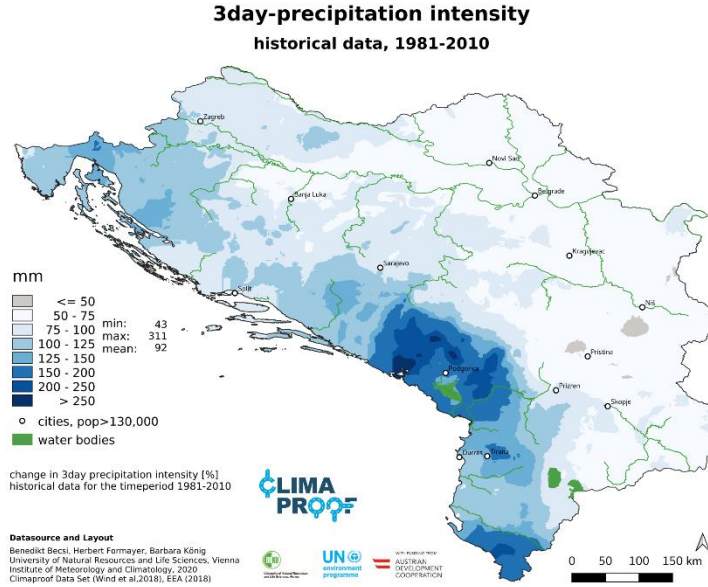 3day-precipitation intensity
historical data, 1981-2010
Zagreb
Novi Sad
Belgrade
Banja Luka
Kragujevac
Sarajevo
Split
Niš
Pristina
Podgorica
Prizren
Skopje
Durrës
Tirana
mm
<= 50
50 - 75
75 - 100
100 - 125
125 - 150
150 - 200
200 - 250
> 250
min: 43
max: 311
mean: 92
cities, pop>130,000
water bodies
change in 3day precipitation intensity [%]
historical data for the timeperiod 1981-2010
CLIMA
PROOF
Datasource and Layout
Benedikt Becsi, Herbert Formayer, Barbara König
University of Natural Resources and Life Sciences, Vienna
Institute of Meteorology and Climatology, 2020
Climaproof Data Set (Wind et al,2018), EEA (2018)
UN
environment
programme
WITH FUNDING FROM
AUSTRIAN
DEVELOPMENT
COOPERATION
0 50 100 150 km